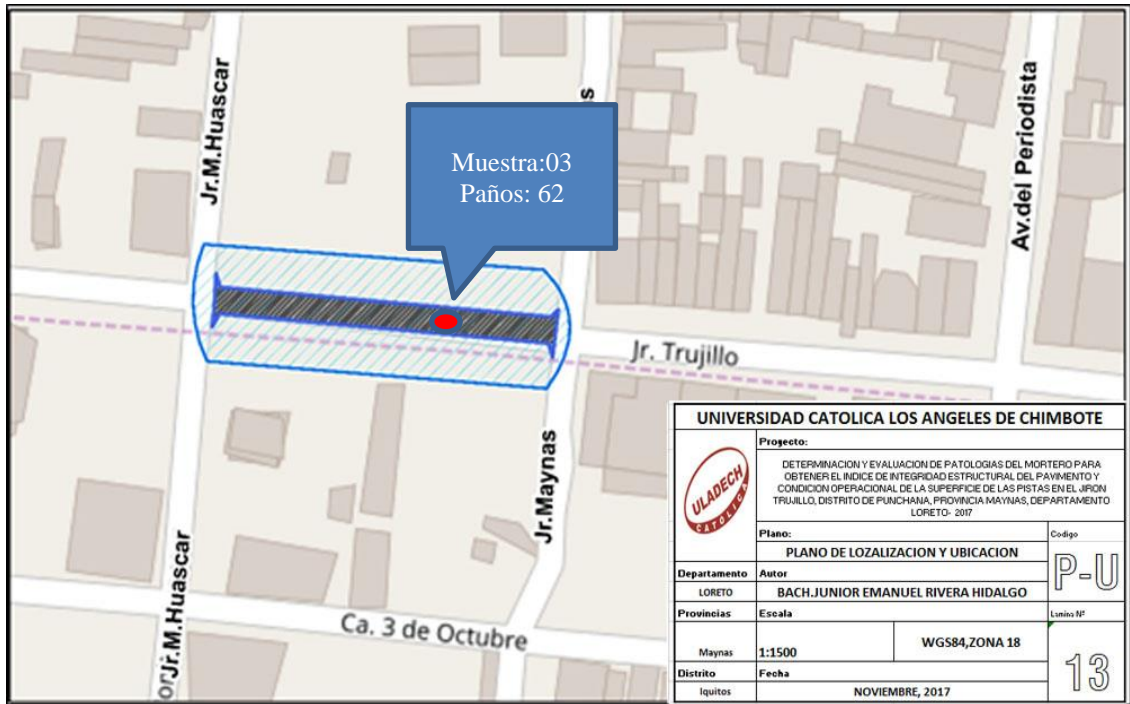 Jr.M.Huascar
s
Av.del Periodista
Muestra:03
Paños: 62
Jr. Trujillo
Jr.Maynas
Jr.M.Huascar
or
Ca. 3 de Octubre
UNIVERSIDAD CATOLICA LOS ANGELES DE CHIMBOTE
ULADECH
CATOLICA
Proyecto:
DETERMINACION Y EVALUACION DE PATOLOGIAS DEL MORTERO PARA
OBTENER EL INDICE DE INTEGRIDAD ESTRUCTURAL DEL PAVIMENTO Y
CONDICION OPERACIONAL DE LA SUPERFICIE DE LAS PISTAS EN EL JIRON
TRUJILLO, DISTRITO DE PUNCHANA, PROVINCIA MAYNAS, DEPARTAMENTO
LORETO- 2017
Plano:
Codigo
PLANO DE LOZALIZACION Y UBICACION
P-U
Departamento Autor
LORETO BACH.JUNIOR EMANUEL RIVERA HIDALGO
Provincias Escala Lamina Nº
Maynas 1:1500 WGS84,ZONA 18
13
Distrito Fecha
Iquitos NOVIEMBRE, 2017